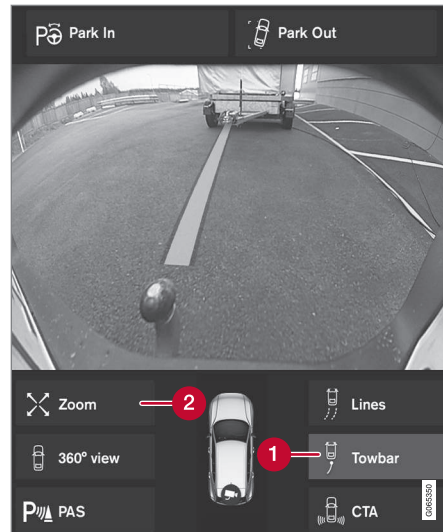 Park In
Park Out
Zoom
2
Lines
1
360° view
Towbar
PAS
CTA
G065350